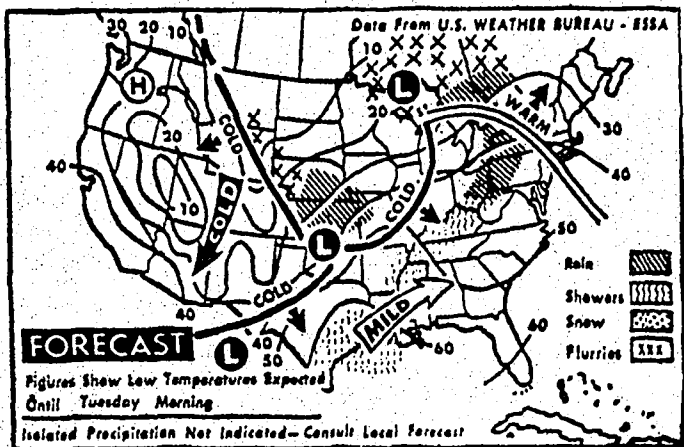 Data From U.S. WEATHER BUREAU - ESSA
20
20
10
10
H
L
20
WARM
30
20
COLD
40
40
COLD
10
COLD
L
50
COLD
Rain
Showers
Snow
Flurries XXX
40
MILD
40
60
40
50
L
FORECAST
Figures Show Low Temperatures Expected
Until Tuesday Morning
Isolated Precipitation Not Indicated—Consult Local Forecast